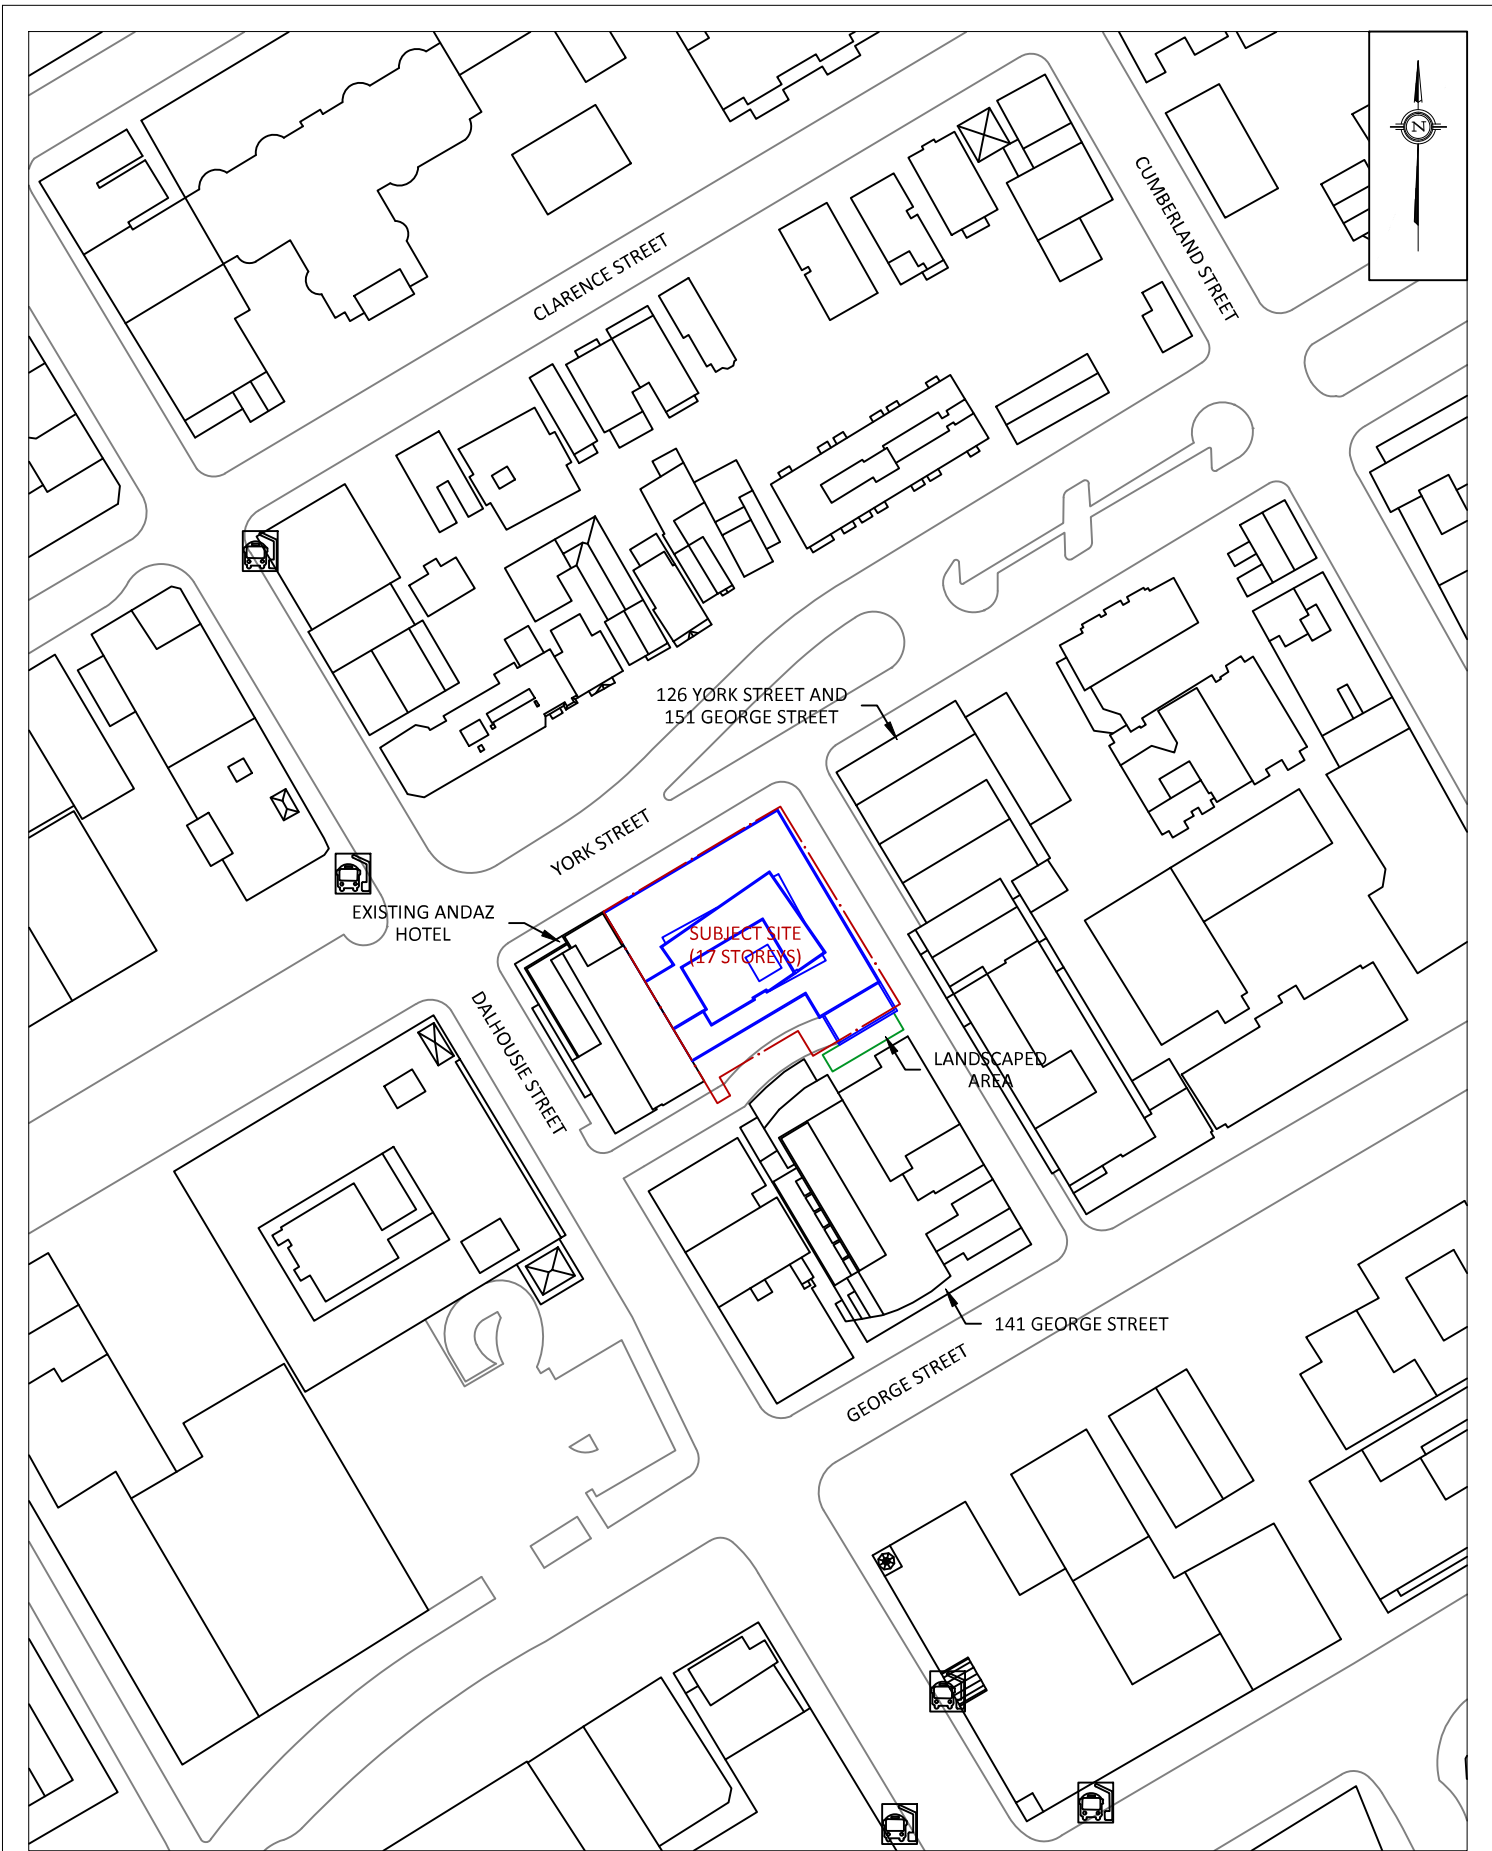 N
CUMBERLAND STREET
CLARENCE STREET
126 YORK STREET AND
151 GEORGE STREET
YORK STREET
EXISTING ANDAZ
HOTEL
SUBJECT SITE
(17 STOREYS)
DALHOUSIE STREET
LANDSCAPED
AREA
141 GEORGE STREET
GEORGE STREET